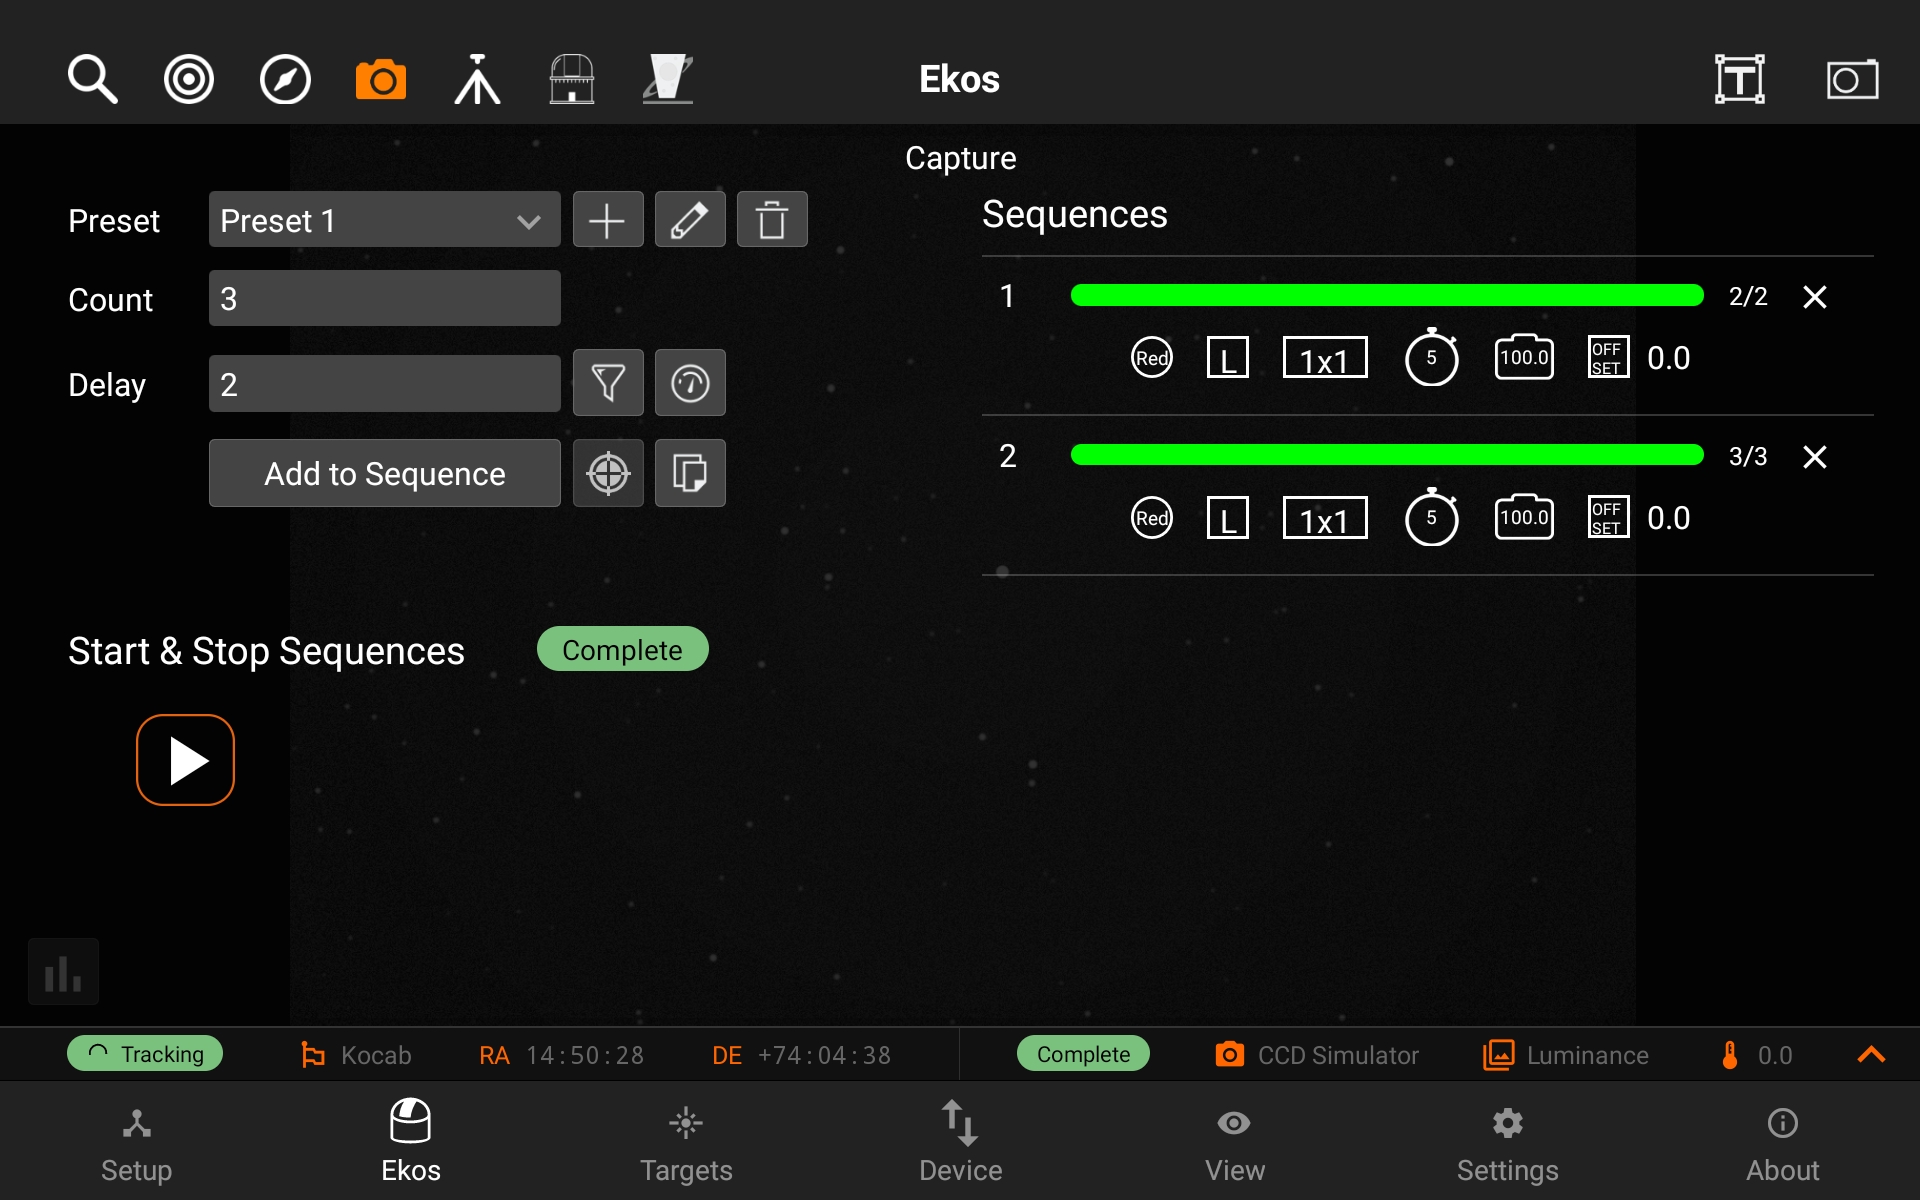 Ekos
T
Capture
Preset
Preset 1
Count
3
Delay
2
Add to Sequence
Sequences
1
2/2
Red
L
1x1
5
100.0
OFF
SET
0.0
2
3/3
Red
L
1x1
5
100.0
OFF
SET
0.0
Start & Stop Sequences
Complete
Tracking
Kocab
RA 14:50:28
DE +74:04:38
Complete
CCD Simulator
Luminance
0.0
Setup
Ekos
Targets
Device
View
Settings
About